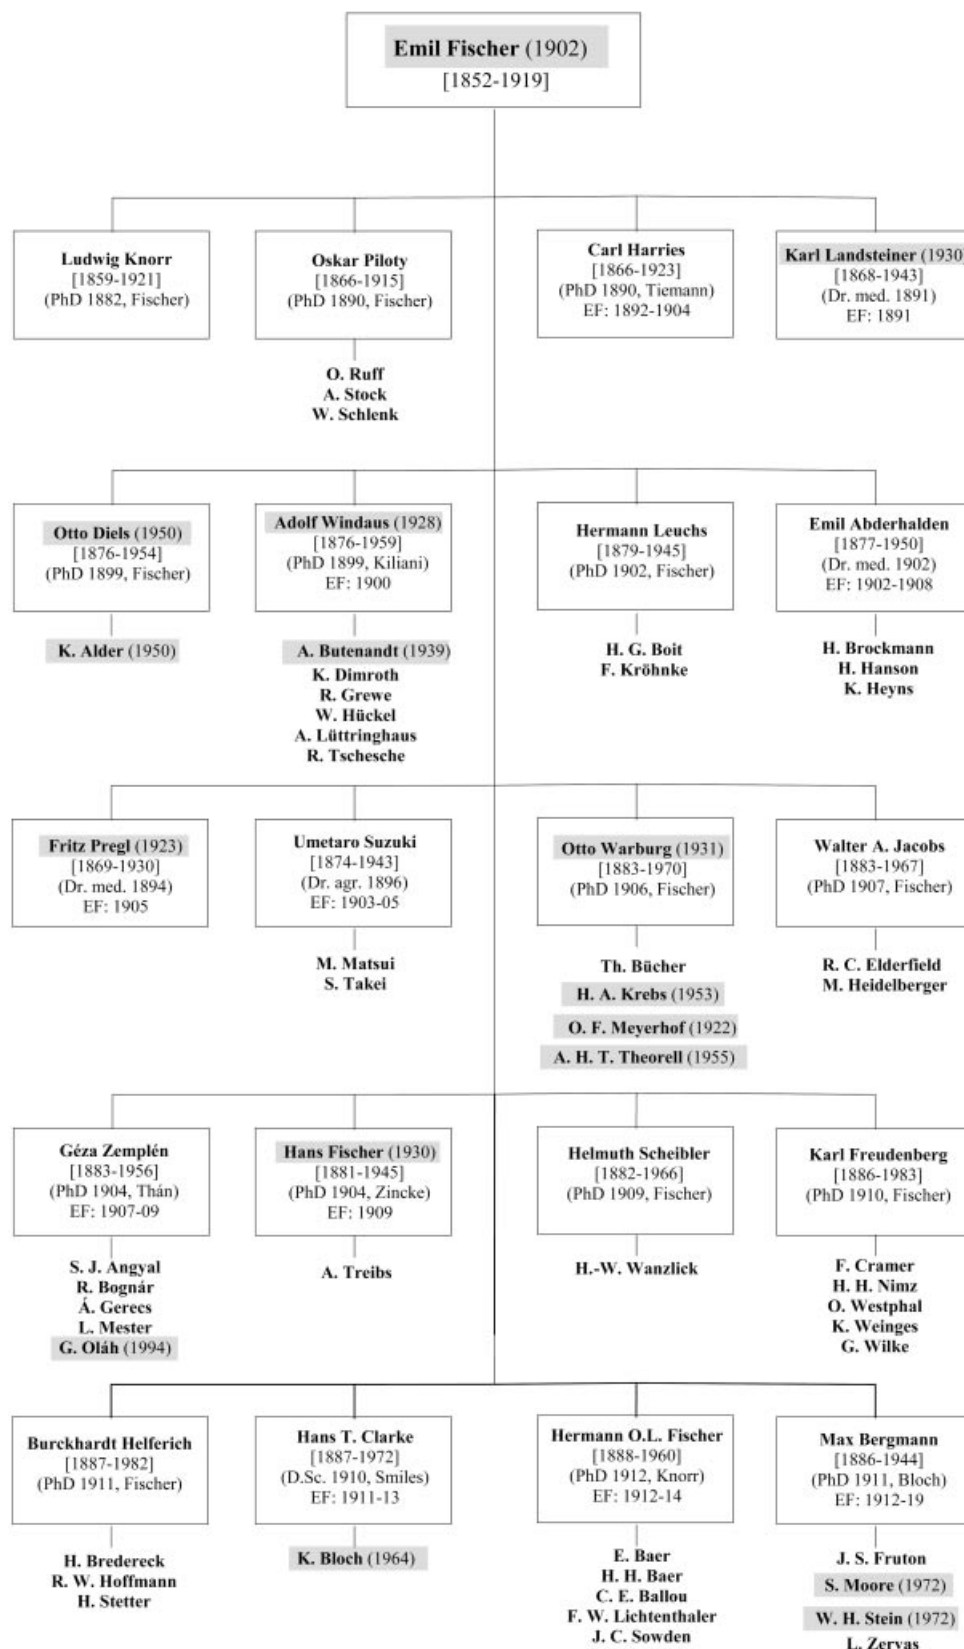 Emil Fischer (1902)
[1852-1919]
Ludwig Knorr
[1859-1921]
(PhD 1882, Fischer)
Oskar Piloty
[1866-1915]
(PhD 1890, Fischer)
O. Ruff
A. Stock
W. Schlenk
Carl Harries
[1866-1923]
(PhD 1890, Tiemann)
EF: 1892-1904
Karl Landsteiner (1930)
[1868-1943]
(Dr. med. 1891)
EF: 1891
Otto Diels (1950)
[1876-1954]
(PhD 1899, Fischer)
K. Alder (1950)
Adolf Windaus (1928)
[1876-1959]
(PhD 1899, Kiliani)
EF: 1900
A. Butenandt (1939)
K. Dimroth
R. Grewe
W. Hückel
A. Lüttringhaus
R. Tschesche
Hermann Leuchs
[1879-1945]
(PhD 1902, Fischer)
H. G. Boit
F. Kröhnke
Emil Abderhalden
[1877-1950]
(Dr. med. 1902)
EF: 1902-1908
H. Brockmann
H. Hanson
K. Heyns
Fritz Pregl (1923)
[1869-1930]
(Dr. med. 1894)
EF: 1905
Umetaro Suzuki
[1874-1943]
(Dr. agr. 1896)
EF: 1903-05
M. Matsui
S. Takei
Otto Warburg (1931)
[1883-1970]
(PhD 1906, Fischer)
Th. Bücher
H. A. Krebs (1953)
O. F. Meyerhof (1922)
A. H. T. Theorell (1955)
Walter A. Jacobs
[1883-1967]
(PhD 1907, Fischer)
R. C. Elderfield
M. Heidelberger
Géza Zemplén
[1883-1956]
(PhD 1904, Thán)
EF: 1907-09
S. J. Angyal
R. Bognár
Á. Gerecs
L. Mester
G. Oláh (1994)
Hans Fischer (1930)
[1881-1945]
(PhD 1904, Zincke)
EF: 1909
A. Treibs
Helmuth Scheibler
[1882-1966]
(PhD 1909, Fischer)
H.-W. Wanzlick
Karl Freudenberg
[1886-1983]
(PhD 1910, Fischer)
F. Cramer
H. H. Nimz
O. Westphal
K. Weinges
G. Wilke
Burckhardt Helferich
[1887-1982]
(PhD 1911, Fischer)
H. Bredereck
R. W. Hoffmann
H. Stetter
Hans T. Clarke
[1887-1972]
(D.Sc. 1910, Smiles)
EF: 1911-13
K. Bloch (1964)
Hermann O.L. Fischer
[1888-1960]
(PhD 1912, Knorr)
EF: 1912-14
E. Baer
H. H. Baer
C. E. Ballou
F. W. Lichtenthaler
J. C. Sowden
Max Bergmann
[1886-1944]
(PhD 1911, Bloch)
EF: 1912-19
J. S. Fruton
S. Moore (1972)
W. H. Stein (1972)
L. Zervas